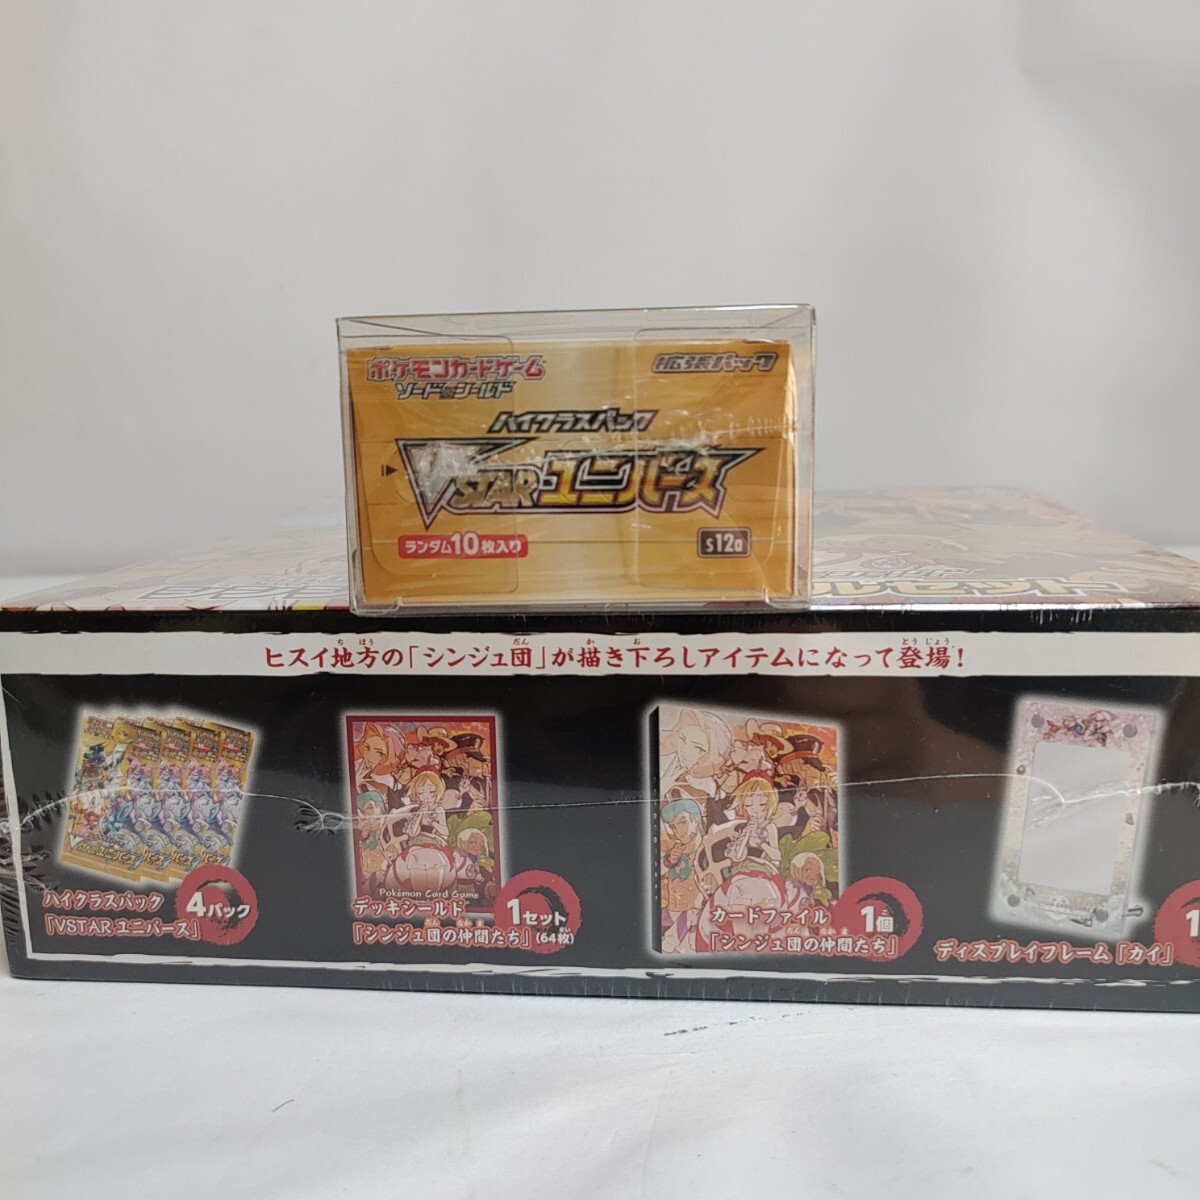 ポケモンカードゲーム
ソード&シールド
拡張パック
ハイクラスパック
VSTARユニバース
ランダム10枚入り
s12a
ルセット
ヒスイ地方の「シンジュ団」が描き下ろしアイテムになって登場!
ハイクラスパック
「VSTARユニバース」
4パック
Pokémon Card Game
デッキシールド
「シンジュ団の仲間たち」
1セット
(64枚)
カードファイル
「シンジュ団の仲間たち」
1個
ディスプレイフレーム「カイ」
1